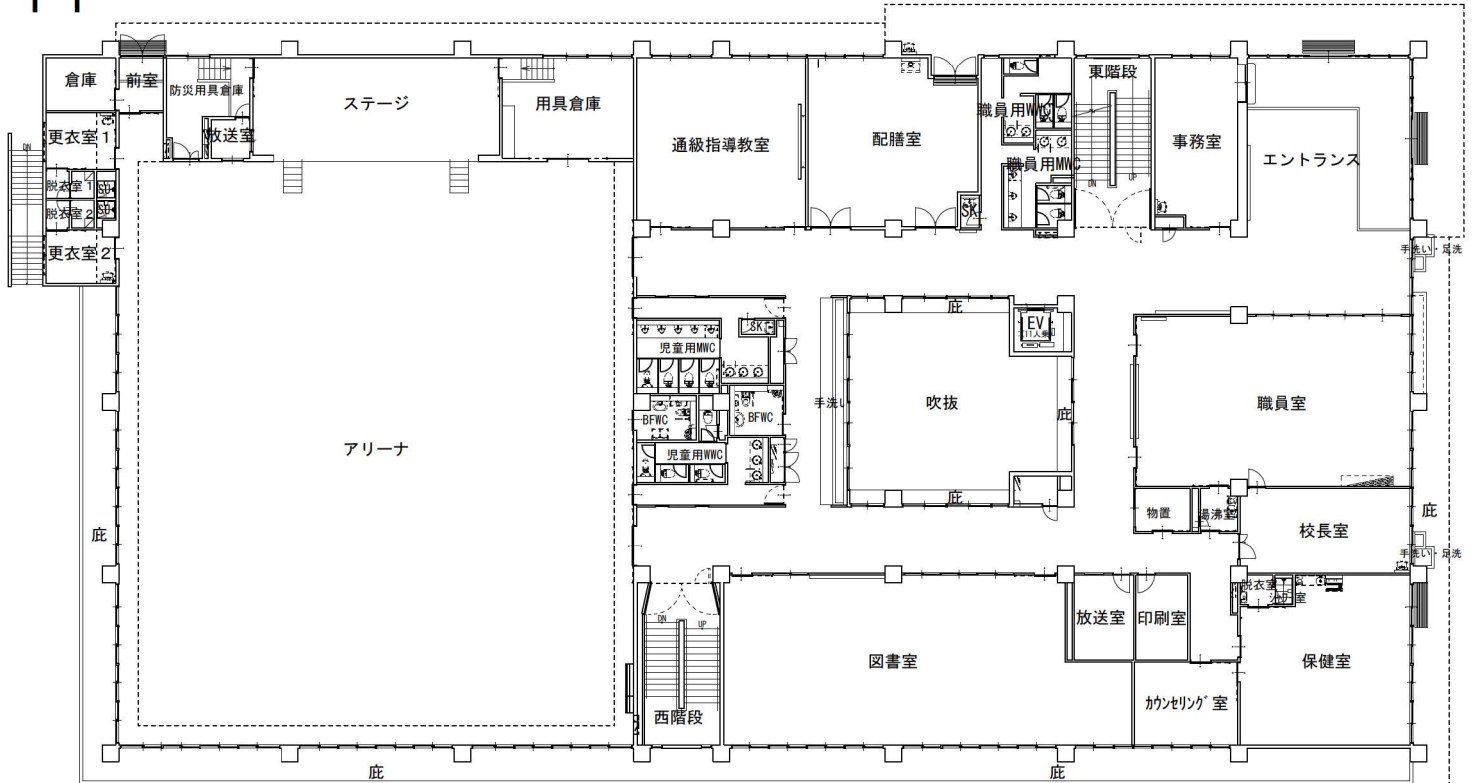 倉庫
前室
防災用具倉庫
ステージ
用具倉庫
放送室
更衣室 1
脱衣室 1
脱衣室 2
更衣室 2
DN
通級指導教室
配膳室
SK
職員用WWC
職員用MWC
東階段
DN
UP
事務室
エントランス
手洗い・足洗
庇
EV
児童用MWC
SK
BFWC
BFWC
児童用WWC
手洗い
吹抜
庇
庇
職員室
アリーナ
庇
物置
湯沸室
校長室
庇
手洗い・足洗
脱衣室
DN
UP
西階段
図書室
放送室
印刷室
カウンセリング室
保健室
庇
庇